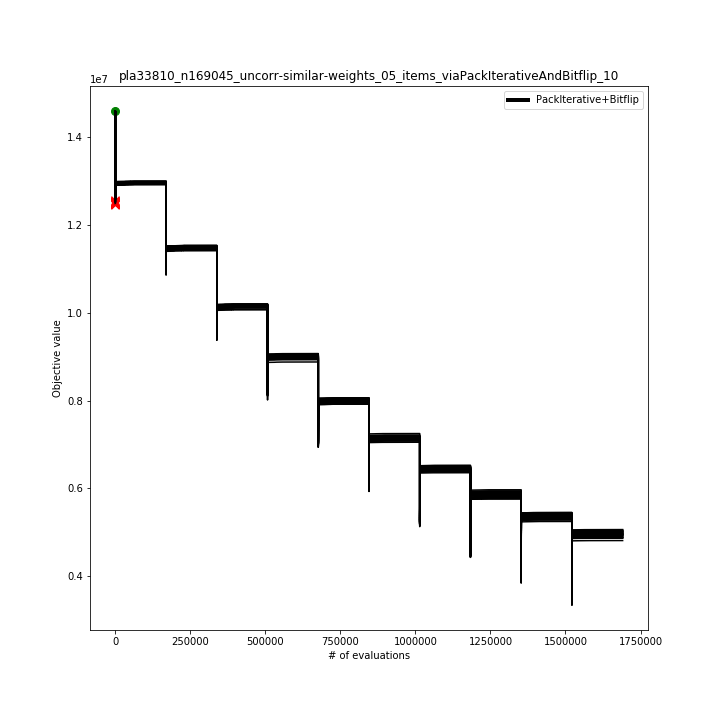 pla33810_n169045_uncorr-similar-weights_05_items_viaPackIterativeAndBitflip_10
1e7
PackIterative+Bitflip
1.4
1.2
1.0
0.8
0.6
0.4
Objective value
0 250000 500000 750000 1000000 1250000 1500000 1750000
# of evaluations